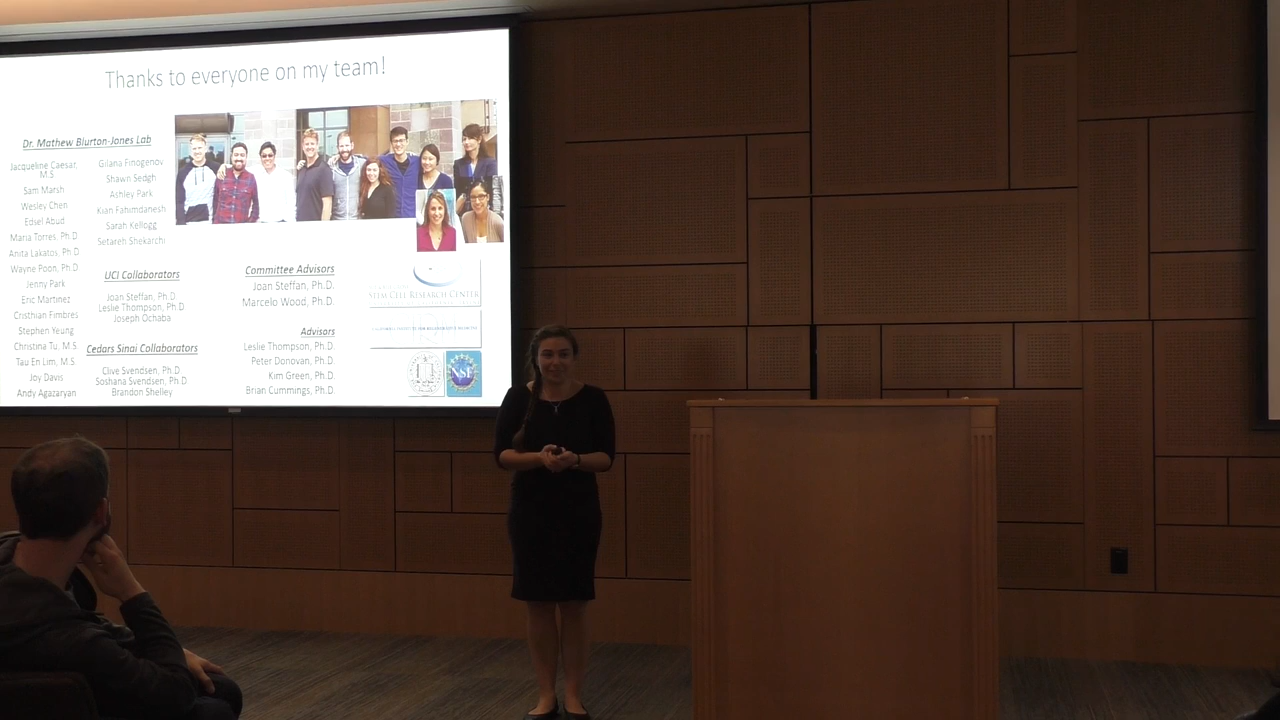 Thanks to everyone on my team!
Dr. Mathew Blurton-Jones Lab
Jacqueline Caesar,
M.S
Sam Marsh
Wesley Chen
Edsel Abud
Maria Torres, Ph.D.
Anita Lakatos, Ph.D.
Wayne Poon, Ph.D.
Jenny Park
Eric Martinez
Cristhian Fimbres
Stephen Yeung
Christina Tu, M.S.
Tau En Lim, M.S.
Joy Davis
Andy Agazaryan
Gilana Finogenov
Shawn Sedgh
Ashley Park
Kian Fahimdanesh
Sarah Kellogg
Setareh Shekarchi
UCI Collaborators
Joan Steffan, Ph.D.
Leslie Thompson, Ph.D
Joseph Ochaba
Cedars Sinai Collaborators
Clive Svendsen, Ph.D.
Soshana Svendsen, Ph.D
Brandon Shelley
Committee Advisors
Joan Steffan, Ph.D.
Marcelo Wood, Ph.D.
Advisors
Leslie Thompson, Ph.D.
Peter Donovan, Ph.D.
Kim Green, Ph.D.
Brian Cummings, Ph.D.
STEM CELL RESEARCH CENTER
NSF